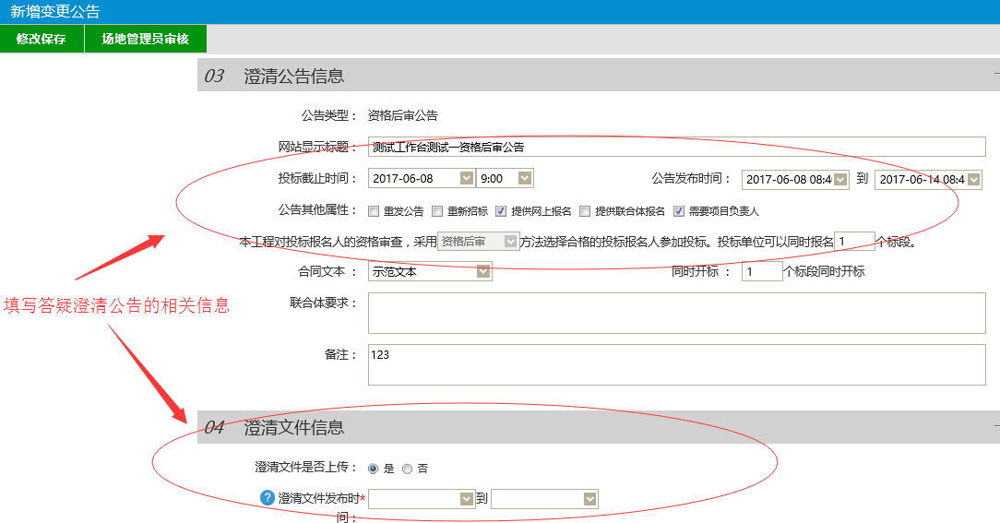 新增变更公告
修改保存 场地管理员审核
03 澄清公告信息
公告类型： 资格后审公告
网站显示标题： 测试工作台测试一资格后审公告
投标截止时间： 2017-06-08 9:00 公告发布时间： 2017-06-08 08:4 到 2017-06-14 08:4
公告其他属性： 重发公告 重新招标 提供网上报名 提供联合体报名 需要项目负责人
本工程对投标报名人的资格审查，采用 资格后审 方法选择合格的投标报名人参加投标。投标单位可以同时报名 1 个标段。
合同文本： 示范文本 同时开标： 1 个标段同时开标
联合体要求：
填写答疑澄清公告的相关信息
备注： 123
04 澄清文件信息
澄清文件是否上传： 是 否
? 澄清文件发布时* 到
间：